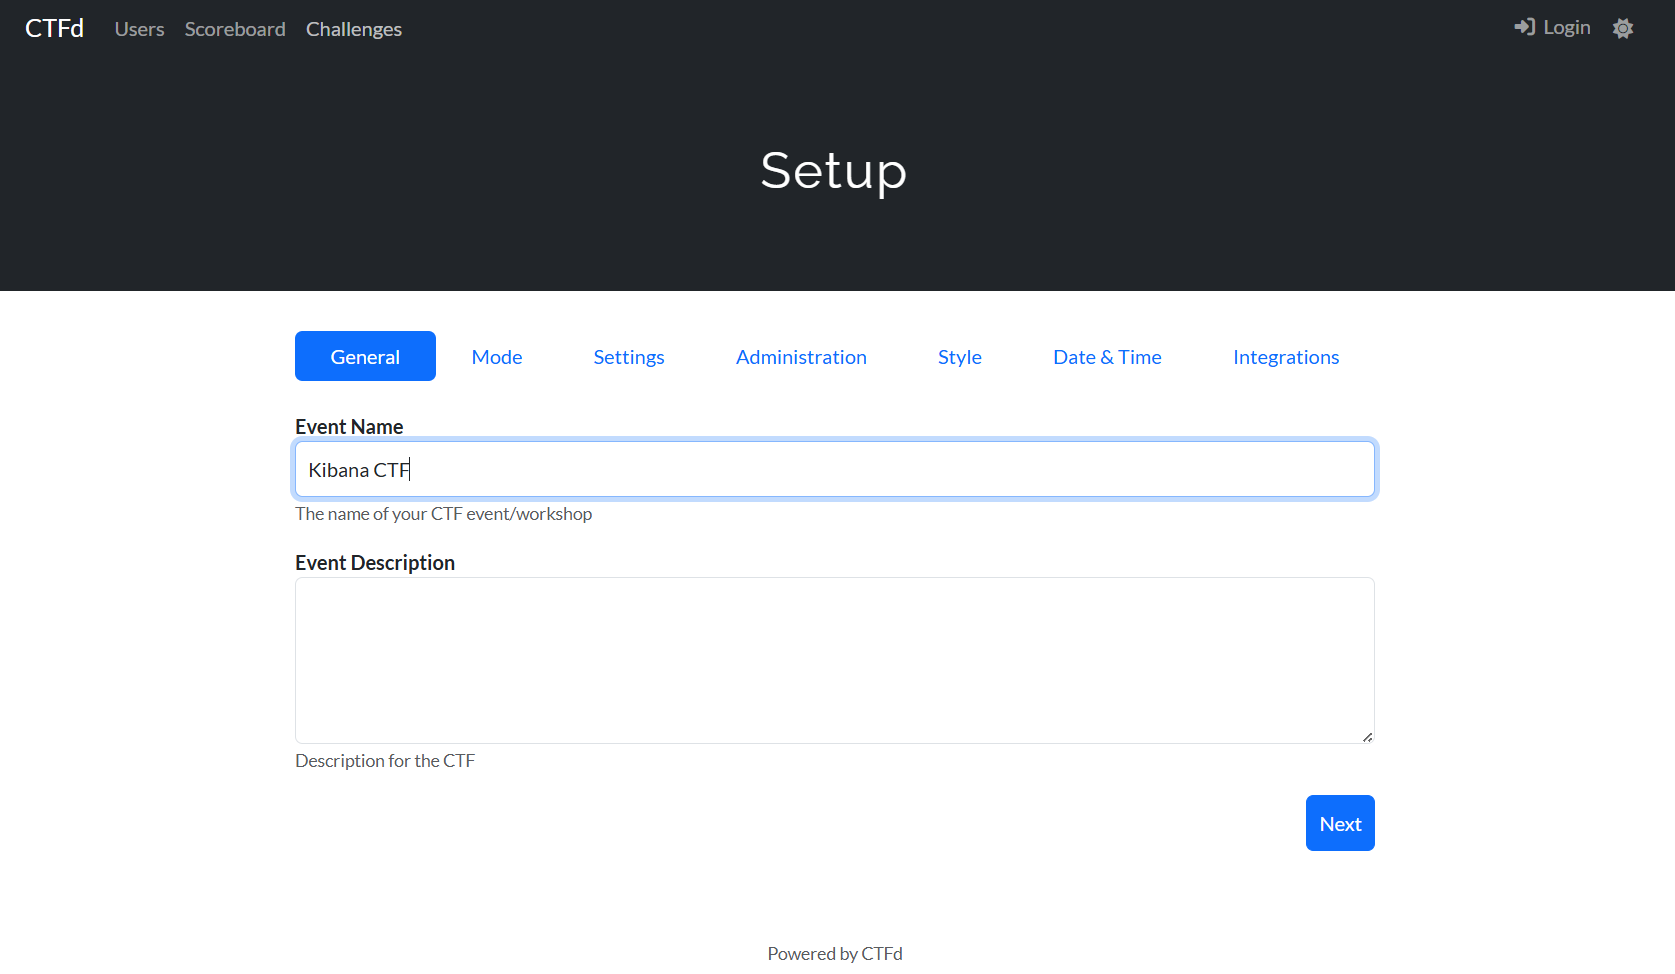 CTFd Users Scoreboard Challenges Login
Setup
General Mode Settings Administration Style Date & Time Integrations
Event Name
Kibana CTF
The name of your CTF event/workshop
Event Description
Description for the CTF
Next
Powered by CTFd